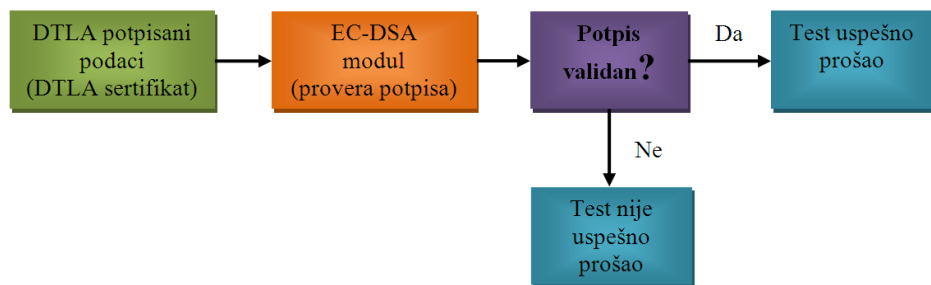 DTLA potpisani
podaci
(DTLA sertifikat)
EC-DSA
modul
(provera potpisa)
Potpis
validan?
Da
Test uspešno
prošao
Ne
Test nije
uspešno
prošao